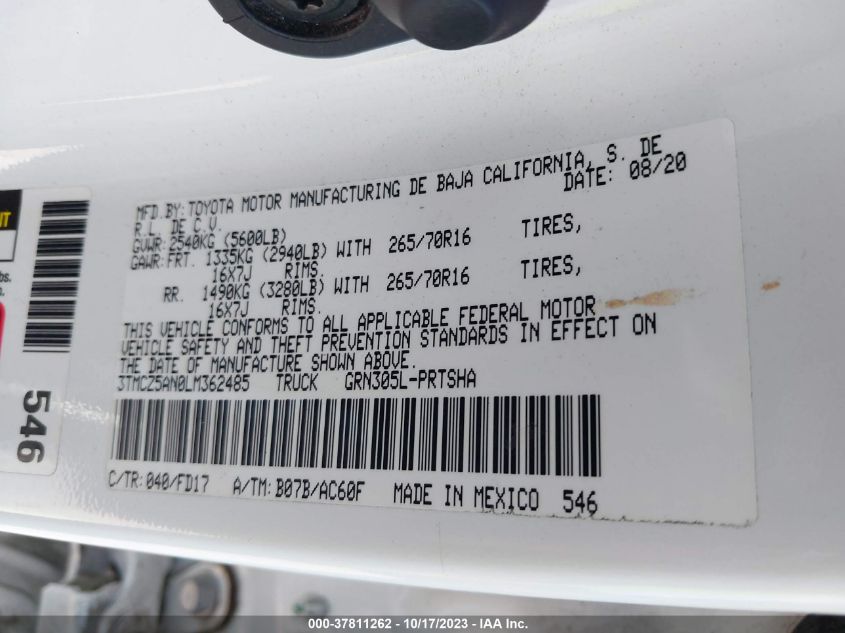 MFD.BY:TOYOTA MOTOR MANUFACTURING DE BAJA CALIFORNIA, S. DE
R.L. DE C.V. DATE: 08/20
GVWR:2540KG (5600LB)
GAWR:FRT. 1335KG (2940LB) WITH 265/70R16 TIRES,
16X7J RIMS.
RR. 1490KG (3280LB) WITH 265/70R16 TIRES,
16X7J RIMS.
THIS VEHICLE CONFORMS TO ALL APPLICABLE FEDERAL MOTOR
VEHICLE SAFETY AND THEFT PREVENTION STANDARDS IN EFFECT ON
THE DATE OF MANUFACTURE SHOWN ABOVE.
3TMCZ5AN0LM362485 TRUCK GRN305L-PRTSHA
C/TR:040/FD17 A/TM:B07B/AC60F MADE IN MEXICO 546
546
000-37811262 - 10/17/2023 - IAA Inc.